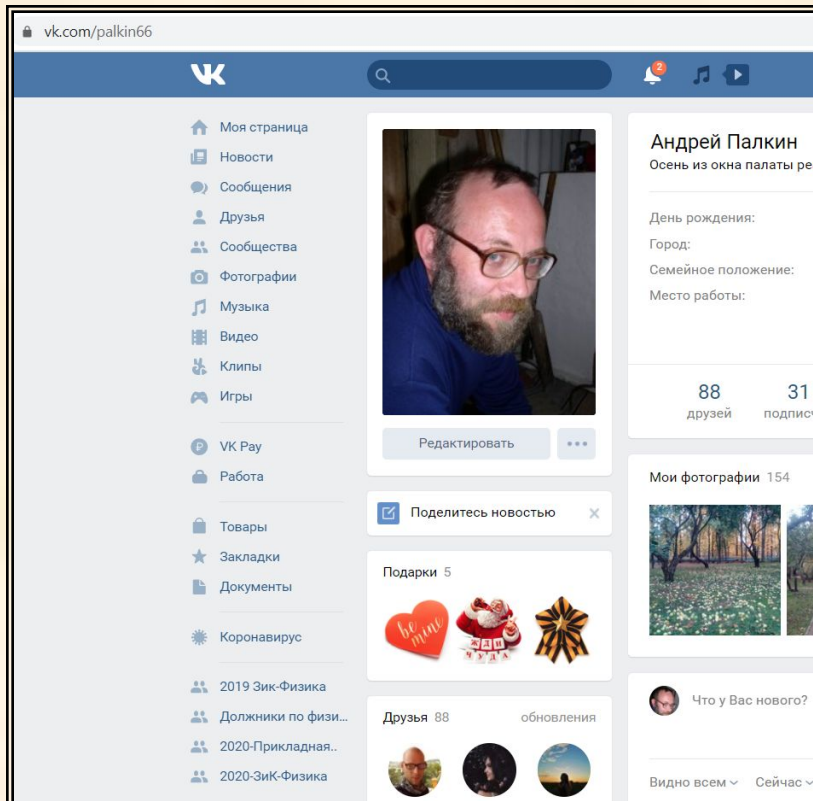 vk.com/palkin66
VK
2
Моя страница
Новости
Сообщения
Друзья
Сообщества
Фотографии
Музыка
Видео
Клипы
Игры
VK Pay
Работа
Товары
Закладки
Документы
Коронавирус
2019 Зик-Физика
Должники по физи...
2020-Прикладная..
2020-ЗиК-Физика
Редактировать
Поделитесь новостью
Подарки 5
be mine
ЖДИ
ЧУДА
Друзья 88 обновления
Андрей Палкин
Осень из окна палаты ре
День рождения:
Город:
Семейное положение:
Место работы:
88 31
друзей подписч
Мои фотографии 154
Что у Вас нового?
Видно всем Сейчас